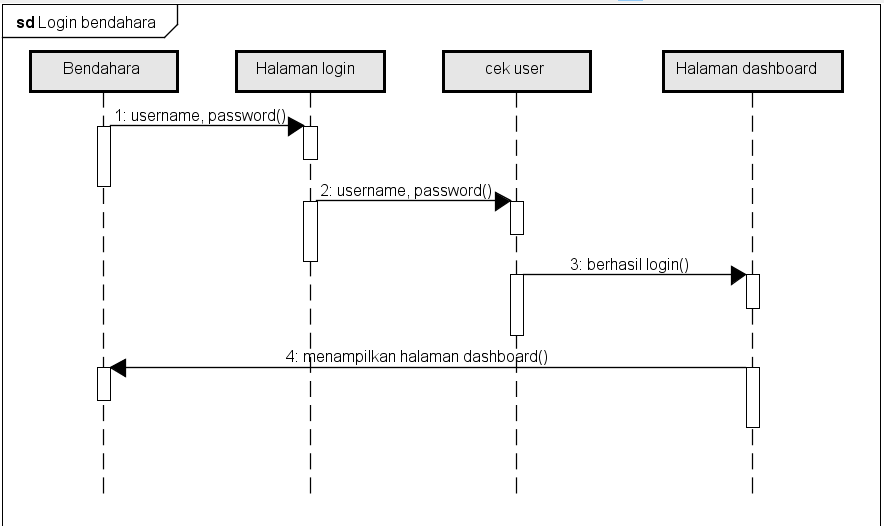 sd Login bendahara
Bendahara
Halaman login
cek user
Halaman dashboard
1: username, password()
2: username, password()
3: berhasil login()
4: menampilkan halaman dashboard()